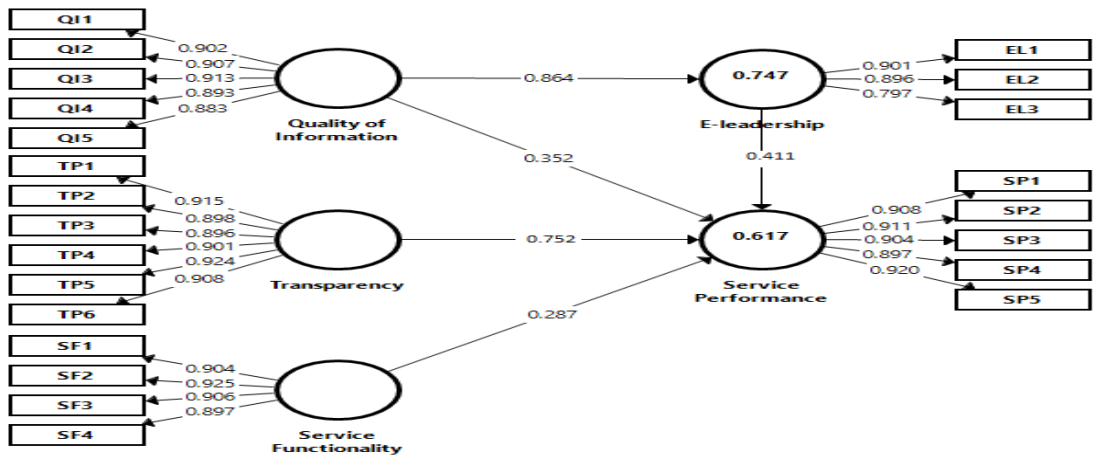 QI1
QI2
QI3
QI4
QI5
0.902
0.907
0.913
0.893
0.883
Quality of
Information
TP1
TP2
TP3
TP4
TP5
TP6
0.915
0.898
0.896
0.901
0.924
0.908
Transparency
SF1
SF2
SF3
SF4
0.904
0.925
0.906
0.897
Service
Functionality
0.864
0.352
0.752
0.287
0.747
E-leadership
0.411
0.617
Service
Performance
0.901
0.896
0.797
EL1
EL2
EL3
0.908
0.911
0.904
0.897
0.920
SP1
SP2
SP3
SP4
SP5